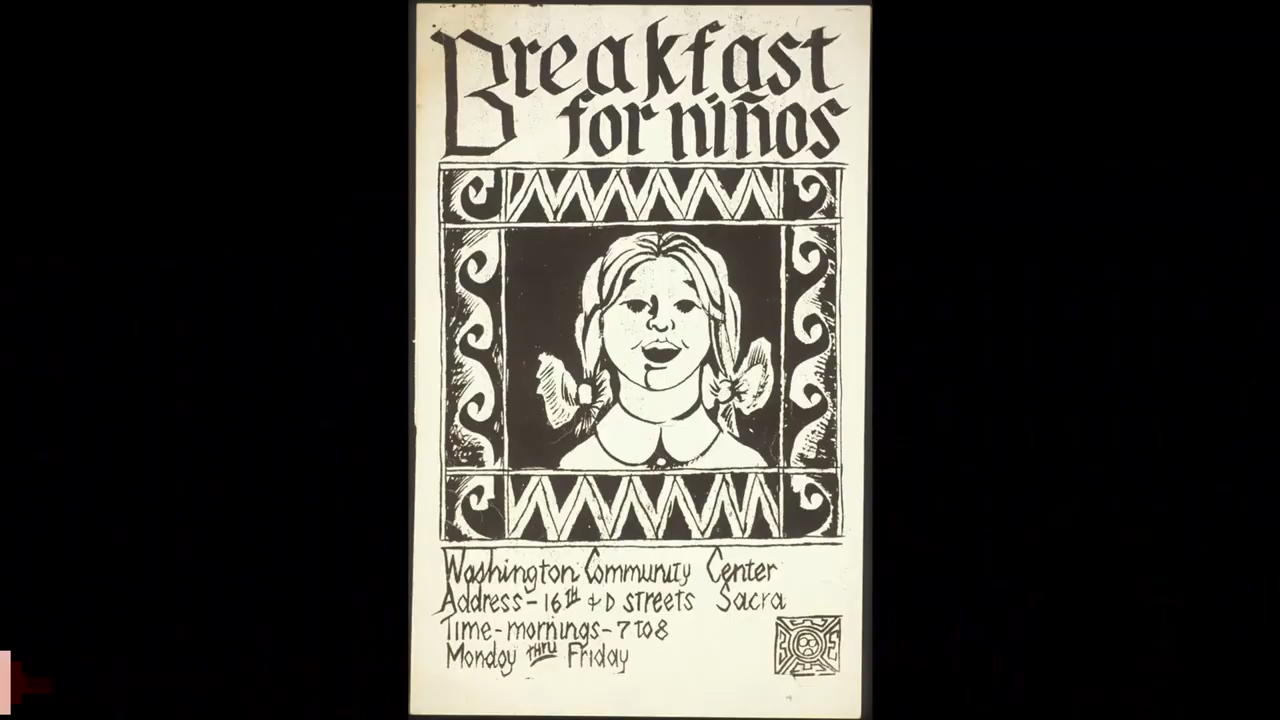 Breakfast
for niños
Washington Community Center
Address - 16TH & D STREETS Sacra
Time - mornings - 7 to 8
Monday THRU Friday